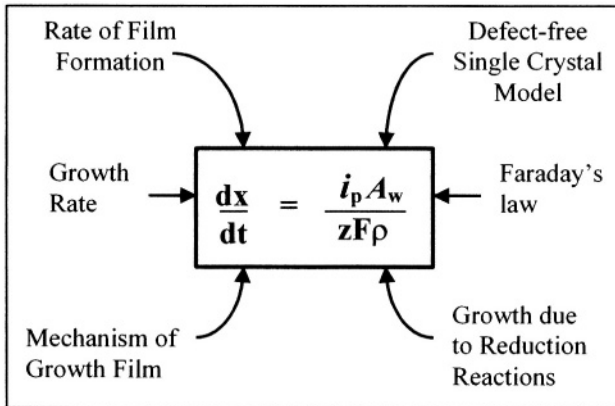 Rate of Film
Formation
Defect-free
Single Crystal
Model
Growth
Rate
dx/dt = i_p A_w / zFρ
Faraday's
law
Mechanism of
Growth Film
Growth due
to Reduction
Reactions